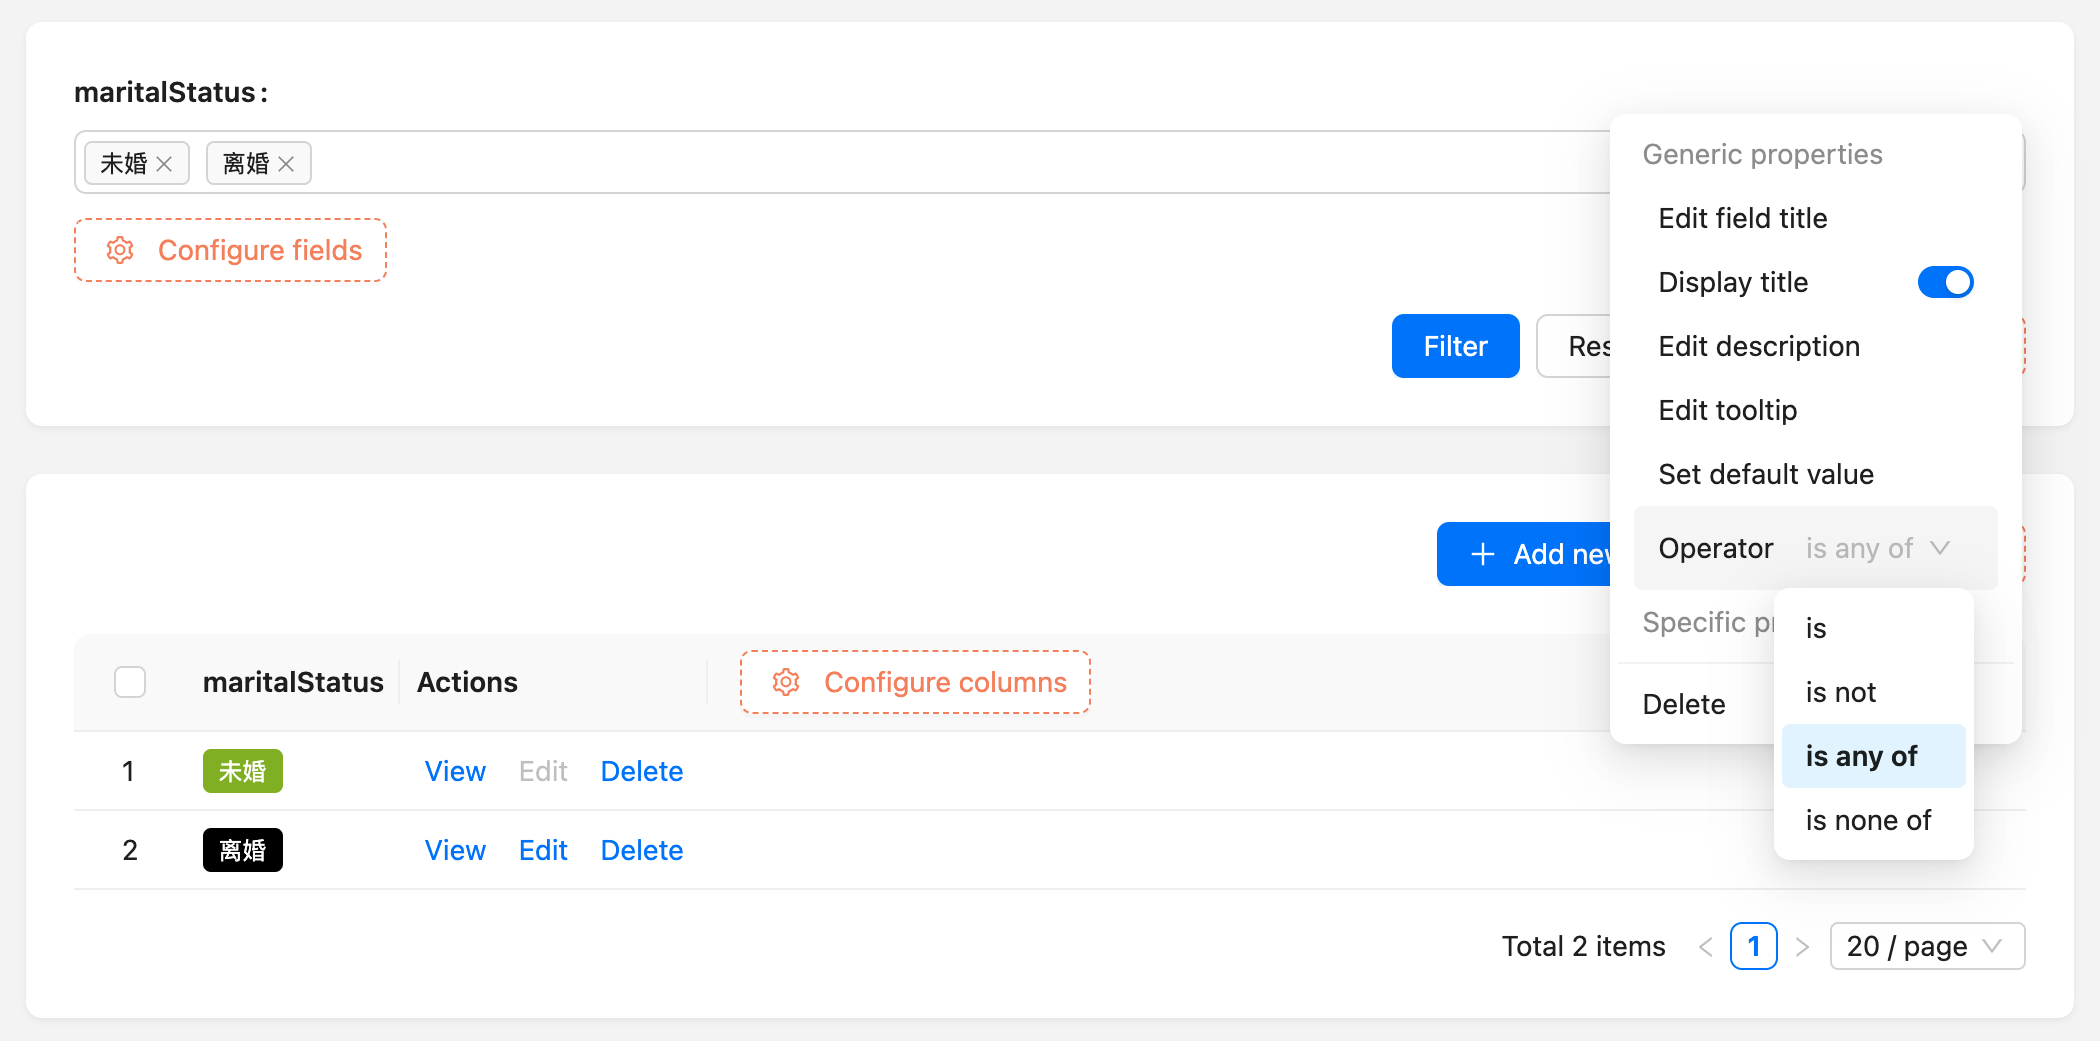 maritalStatus:
未婚 离婚
Configure fields
Filter
Generic properties
Edit field title
Display title
Edit description
Edit tooltip
Set default value
Operator is any of
Specific
Delete
is
is not
is any of
is none of
Add
maritalStatus Actions Configure columns
1 未婚 View Edit Delete
2 离婚 View Edit Delete
Total 2 items 1 20 / page